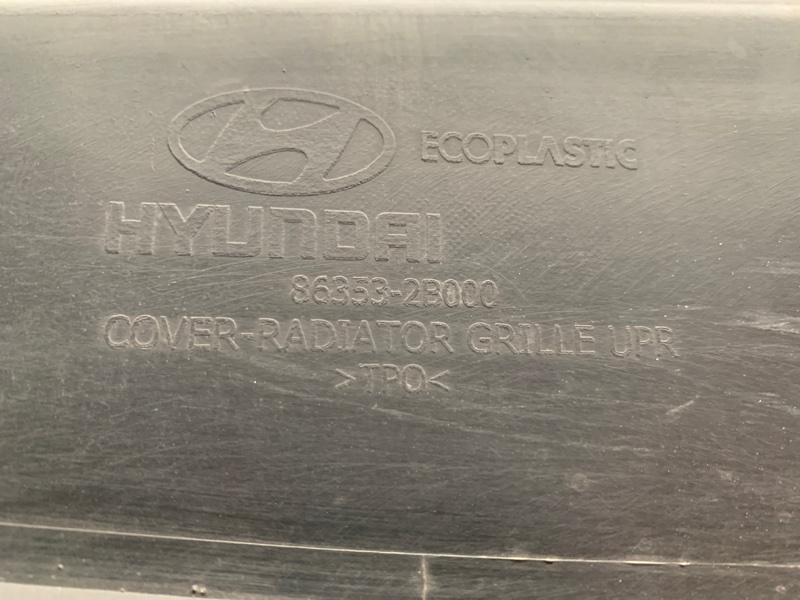 ECOPLASTIC
HYUNDAI
86353-2B000
COVER-RADIATOR GRILLE UPR
>TPO<